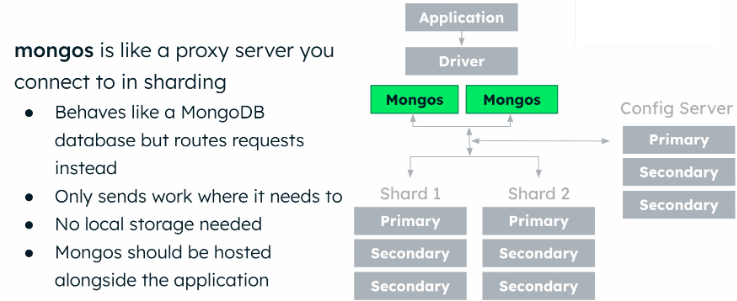 mongos is like a proxy server you
connect to in sharding
● Behaves like a MongoDB
database but routes requests
instead
● Only sends work where it needs to
● No local storage needed
● Mongos should be hosted
alongside the application
Application
Driver
Mongos
Mongos
Config Server
Primary
Secondary
Secondary
Shard 1
Primary
Secondary
Secondary
Shard 2
Primary
Secondary
Secondary